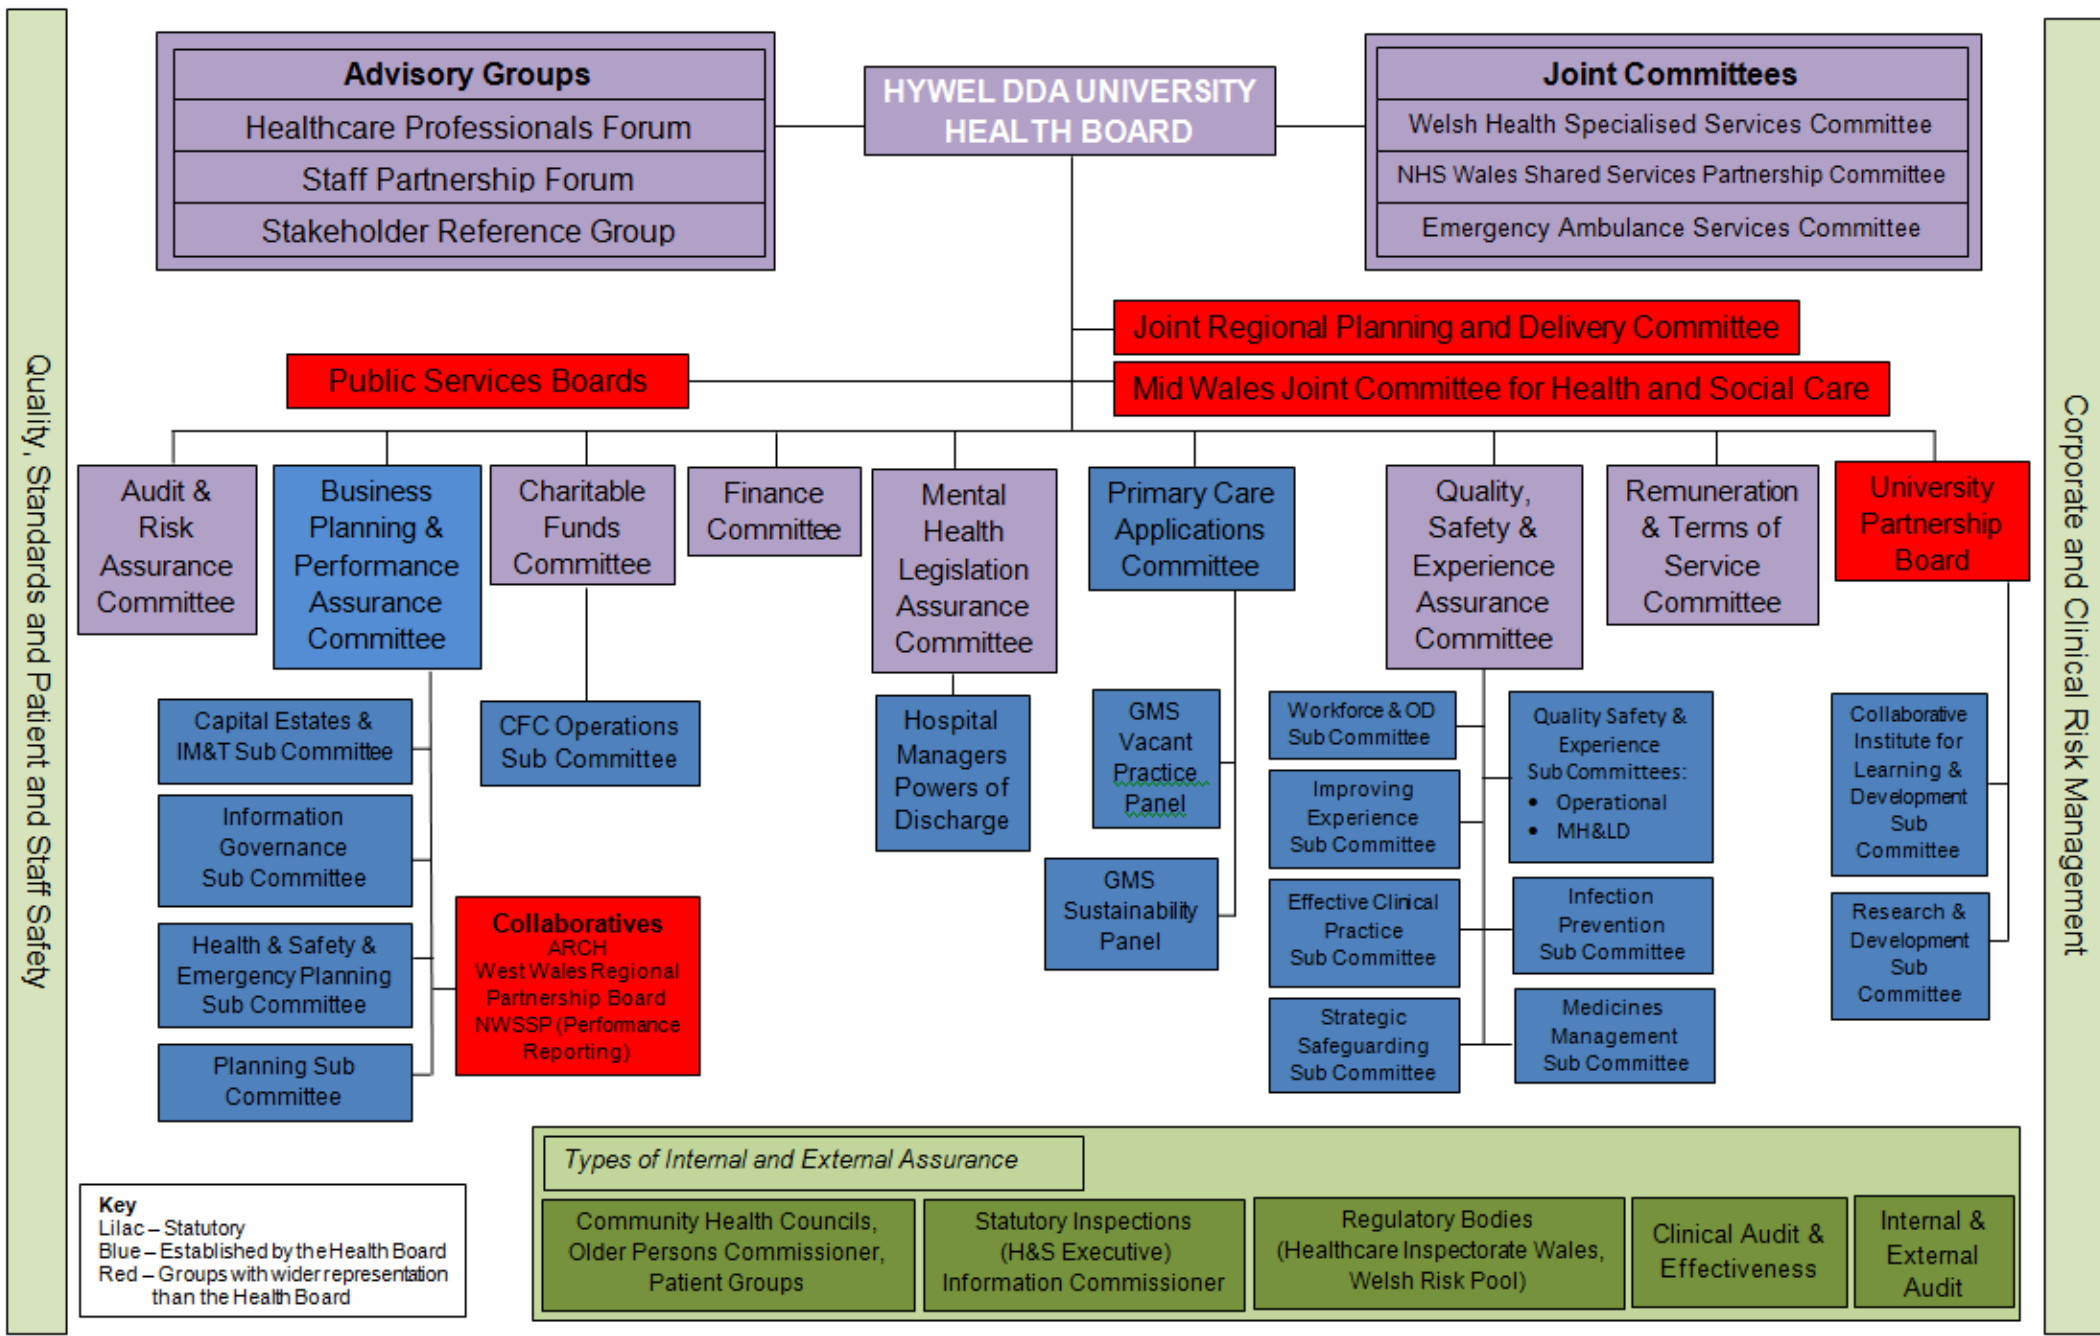 Quality, Standards and Patient and Staff Safety
Advisory Groups
Healthcare Professionals Forum
Staff Partnership Forum
Stakeholder Reference Group
HYWEL DDA UNIVERSITY
HEALTH BOARD
Joint Committees
Welsh Health Specialised Services Committee
NHS Wales Shared Services Partnership Committee
Emergency Ambulance Services Committee
Corporate and Clinical Risk Management
Joint Regional Planning and Delivery Committee
Public Services Boards
Mid Wales Joint Committee for Health and Social Care
Audit &
Risk
Assurance
Committee
Business
Planning &
Performance
Assurance
Committee
Charitable
Funds
Committee
Finance
Committee
Mental
Health
Legislation
Assurance
Committee
Primary Care
Applications
Committee
Quality,
Safety &
Experience
Assurance
Committee
Remuneration
& Terms of
Service
Committee
University
Partnership
Board
Capital Estates &
IM&T Sub Committee
Information
Governance
Sub Committee
Health & Safety &
Emergency Planning
Sub Committee
Planning Sub
Committee
Collaboratives
ARCH
West Wales Regional
Partnership Board
NWSSP (Performance
Reporting)
CFC Operations
Sub Committee
Hospital
Managers
Powers of
Discharge
GMS
Vacant
Practice
Panel
GMS
Sustainability
Panel
Workforce & OD
Sub Committee
Improving
Experience
Sub Committee
Effective Clinical
Practice
Sub Committee
Strategic
Safeguarding
Sub Committee
Quality Safety &
Experience
Sub Committees:
• Operational
• MH&LD
Infection
Prevention
Sub Committee
Medicines
Management
Sub Committee
Collaborative
Institute for
Learning &
Development
Sub
Committee
Research &
Development
Sub
Committee
Key
Lilac – Statutory
Blue – Established by the Health Board
Red – Groups with wider representation
than the Health Board
Types of Internal and External Assurance
Community Health Councils,
Older Persons Commissioner,
Patient Groups
Statutory Inspections
(H&S Executive)
Information Commissioner
Regulatory Bodies
(Healthcare Inspectorate Wales,
Welsh Risk Pool)
Clinical Audit &
Effectiveness
Internal &
External
Audit